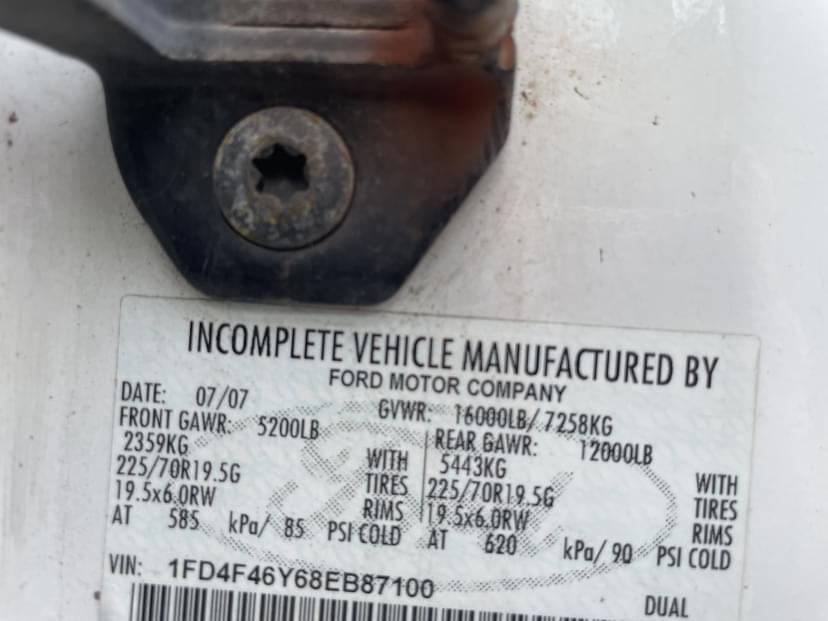 INCOMPLETE VEHICLE MANUFACTURED BY
FORD MOTOR COMPANY
DATE: 07/07 GVWR: 16000LB/ 7258KG
FRONT GAWR: 5200LB REAR GAWR: 12000LB
2359KG WITH 5443KG WITH
225/70R19.5G TIRES 225/70R19.5G TIRES
19.5x6.0RW RIMS 19.5x6.0RW RIMS
AT 585 kPa/ 85 PSI COLD AT 620 kPa/ 90 PSI COLD
VIN: 1FD4F46Y68EB87100
DUAL